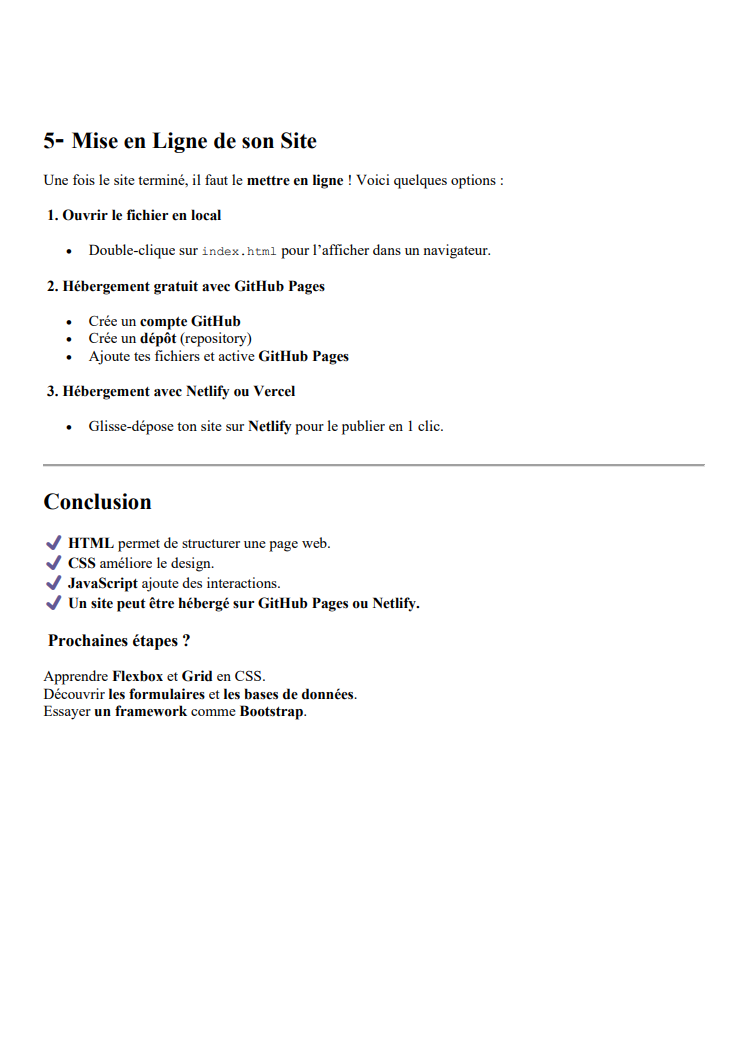 5- Mise en Ligne de son Site
Une fois le site terminé, il faut le mettre en ligne ! Voici quelques options :
1. Ouvrir le fichier en local
• Double-clique sur index.html pour l’afficher dans un navigateur.
2. Hébergement gratuit avec GitHub Pages
• Crée un compte GitHub
• Crée un dépôt (repository)
• Ajoute tes fichiers et active GitHub Pages
3. Hébergement avec Netlify ou Vercel
• Glisse-dépose ton site sur Netlify pour le publier en 1 clic.
Conclusion
✔ HTML permet de structurer une page web.
✔ CSS améliore le design.
✔ JavaScript ajoute des interactions.
✔ Un site peut être hébergé sur GitHub Pages ou Netlify.
Prochaines étapes ?
Apprendre Flexbox et Grid en CSS.
Découvrir les formulaires et les bases de données.
Essayer un framework comme Bootstrap.